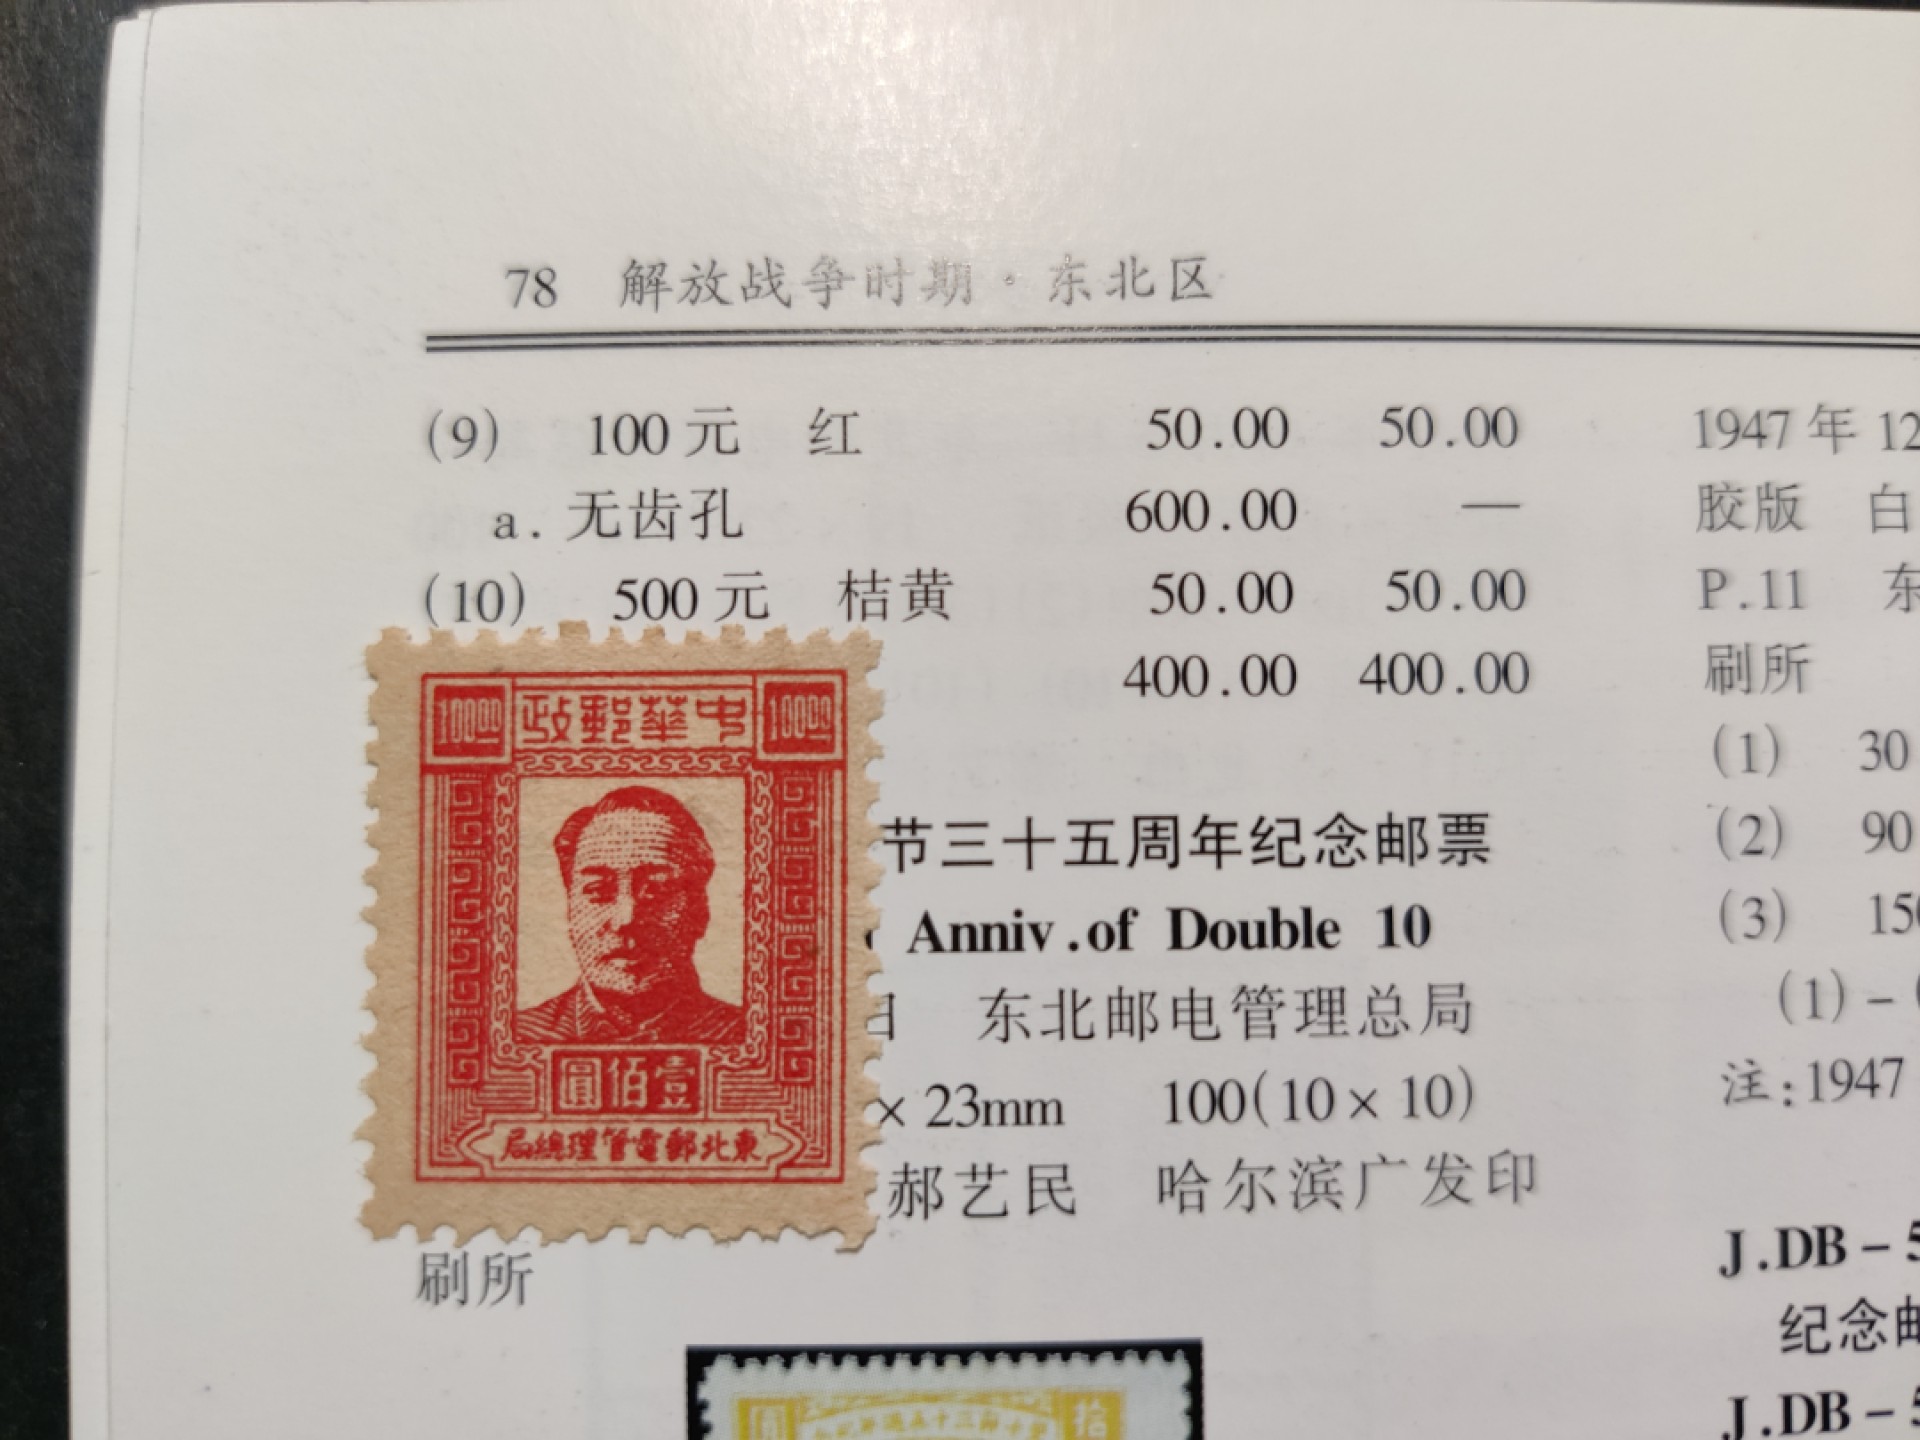 78 解放战争时期·东北区
(9) 100元 红 50.00 50.00
a. 无齿孔 600.00 —
(10) 500元 桔黄 50.00 50.00
400.00 400.00
100.00 中華郵政 100.00
壹佰圓
東北郵電管理總局
节三十五周年纪念邮票
Anniv.of Double 10
日 东北邮电管理总局
× 23mm 100(10×10)
郝艺民 哈尔滨广发印
刷所
圓 拾
1947年12
胶版 白
P.11 东
刷所
(1) 30
(2) 90
(3) 150
(1)–(
注:1947
J.DB–5
纪念邮
J.DB–5